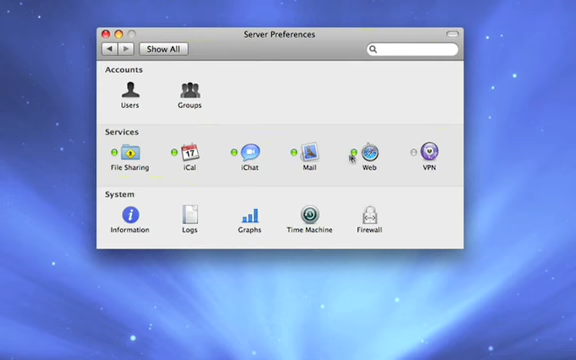 Server Preferences
Show All
Accounts
Users Groups
Services
17
File Sharing iCal iChat Mail Web VPN
System
Information Logs Graphs Time Machine Firewall